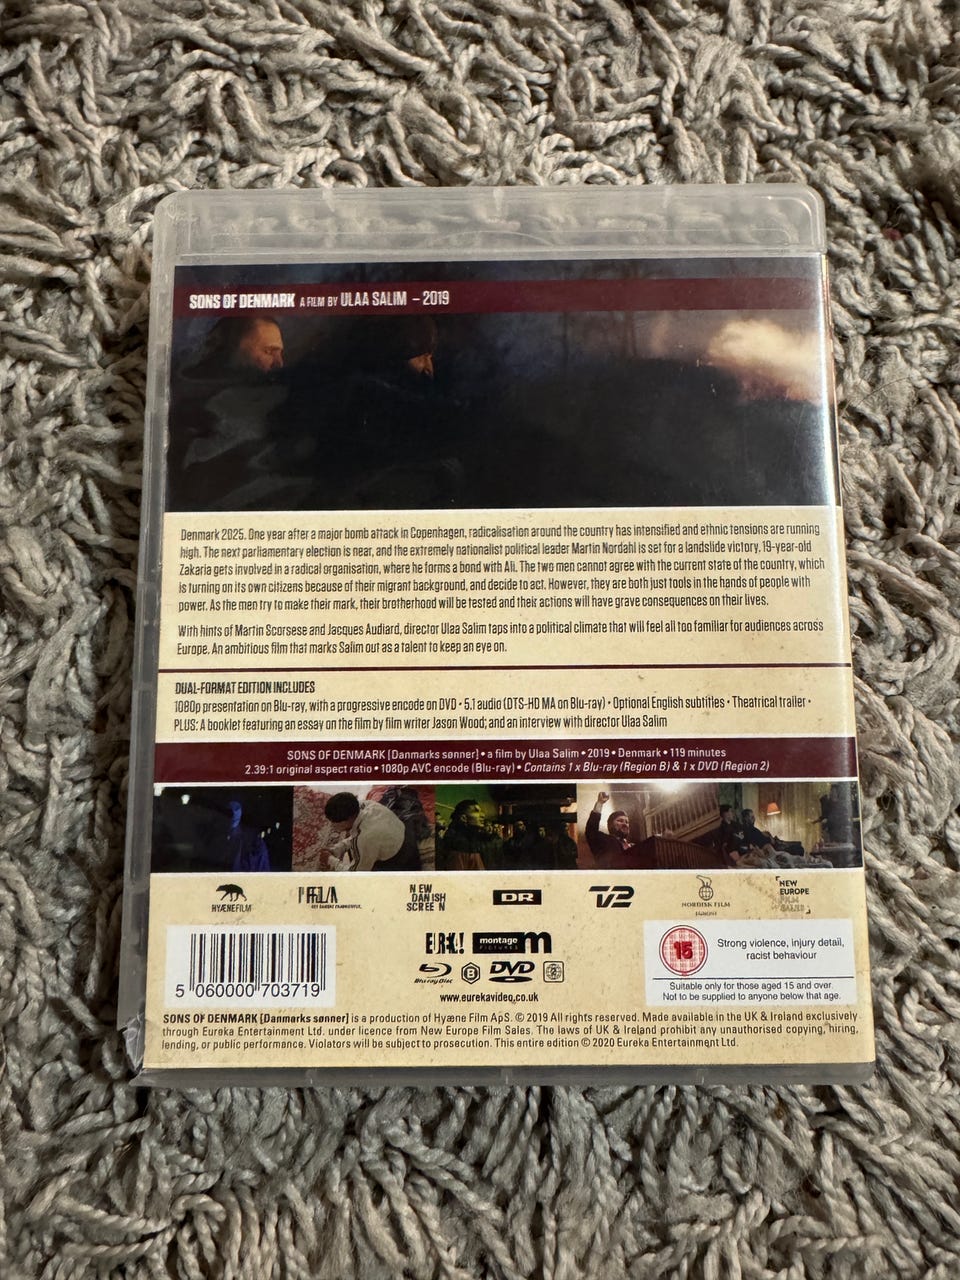 SONS OF DENMARK A FILM BY ULAA SALIM – 2019
Denmark 2025. One year after a major bomb attack in Copenhagen, radicalisation around the country has intensified and ethnic tensions are running
high. The next parliamentary election is near, and the extremely nationalist political leader Martin Nordahl is set for a landslide victory. 19-year-old
Zakaria gets involved in a radical organisation, where he forms a bond with Ali. The two men cannot agree with the current state of the country, which
is turning on its own citizens because of their migrant background, and decide to act. However, they are both just tools in the hands of people with
power. As the men try to make their mark, their brotherhood will be tested and their actions will have grave consequences on their lives.
With hints of Martin Scorsese and Jacques Audiard, director Ulaa Salim taps into a political climate that will feel all too familiar for audiences across
Europe. An ambitious film that marks Salim out as a talent to keep an eye on.
DUAL-FORMAT EDITION INCLUDES
1080p presentation on Blu-ray, with a progressive encode on DVD • 5.1 audio (DTS-HD MA on Blu-ray) • Optional English subtitles • Theatrical trailer •
PLUS: A booklet featuring an essay on the film by film writer Jason Wood; and an interview with director Ulaa Salim
SONS OF DENMARK [Danmarks sønner] • a film by Ulaa Salim • 2019 • Denmark • 119 minutes
2.39:1 original aspect ratio • 1080p AVC encode (Blu-ray) • Contains 1 x Blu-ray (Region B) & 1 x DVD (Region 2)
HYÆNEFILM
NEW
DANISH
SCREEN
DR
TV2
NORDISK FILM
EGMONT
NEW
EUROPE
FILM
SALES
EUREKA!
montage
PICTURES
m
Blu-ray Disc
B
DVD
2
www.eurekavideo.co.uk
5 060000 703719
15
Strong violence, injury detail,
racist behaviour
Suitable only for those aged 15 and over.
Not to be supplied to anyone below that age.
SONS OF DENMARK [Danmarks sønner] is a production of Hyæne Film ApS. © 2019 All rights reserved. Made available in the UK & Ireland exclusively
through Eureka Entertainment Ltd. under licence from New Europe Film Sales. The laws of UK & Ireland prohibit any unauthorised copying, hiring,
lending, or public performance. Violators will be subject to prosecution. This entire edition © 2020 Eureka Entertainment Ltd.